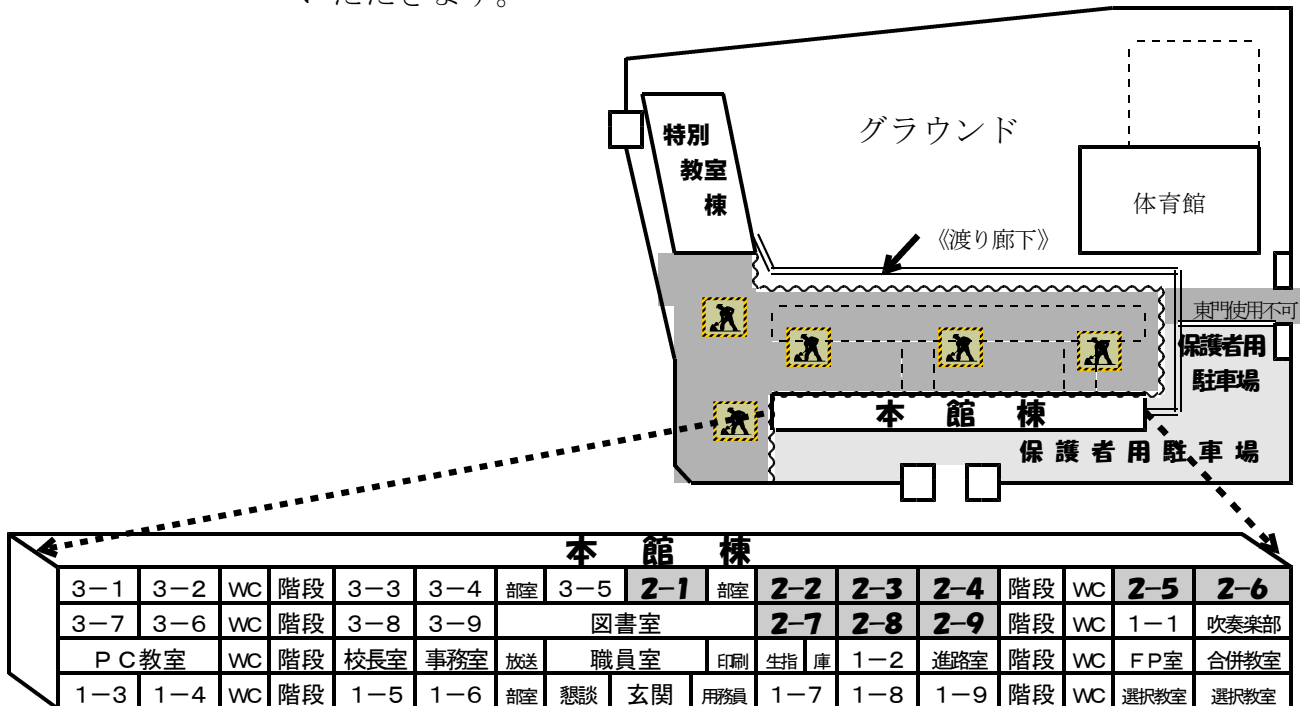 いただきます。
特別
教室
棟
グラウンド
体育館
《渡り廊下》
東門使用不可
保護者用
駐車場
本館棟
保護者用駐車場
本館棟
3－1 3－2 WC 階段 3－3 3－4 部室 3－5 2-1 部室 2-2 2-3 2-4 階段 WC 2-5 2-6
3－7 3－6 WC 階段 3－8 3－9 図書室 2-7 2-8 2-9 階段 WC 1－1 吹奏楽部
ＰＣ教室 WC 階段 校長室 事務室 放送 職員室 印刷 生指 庫 1－2 進路室 階段 WC ＦＰ室 合併教室
1－3 1－4 WC 階段 1－5 1－6 部室 懇談 玄関 用務員 1－7 1－8 1－9 階段 WC 選択教室 選択教室